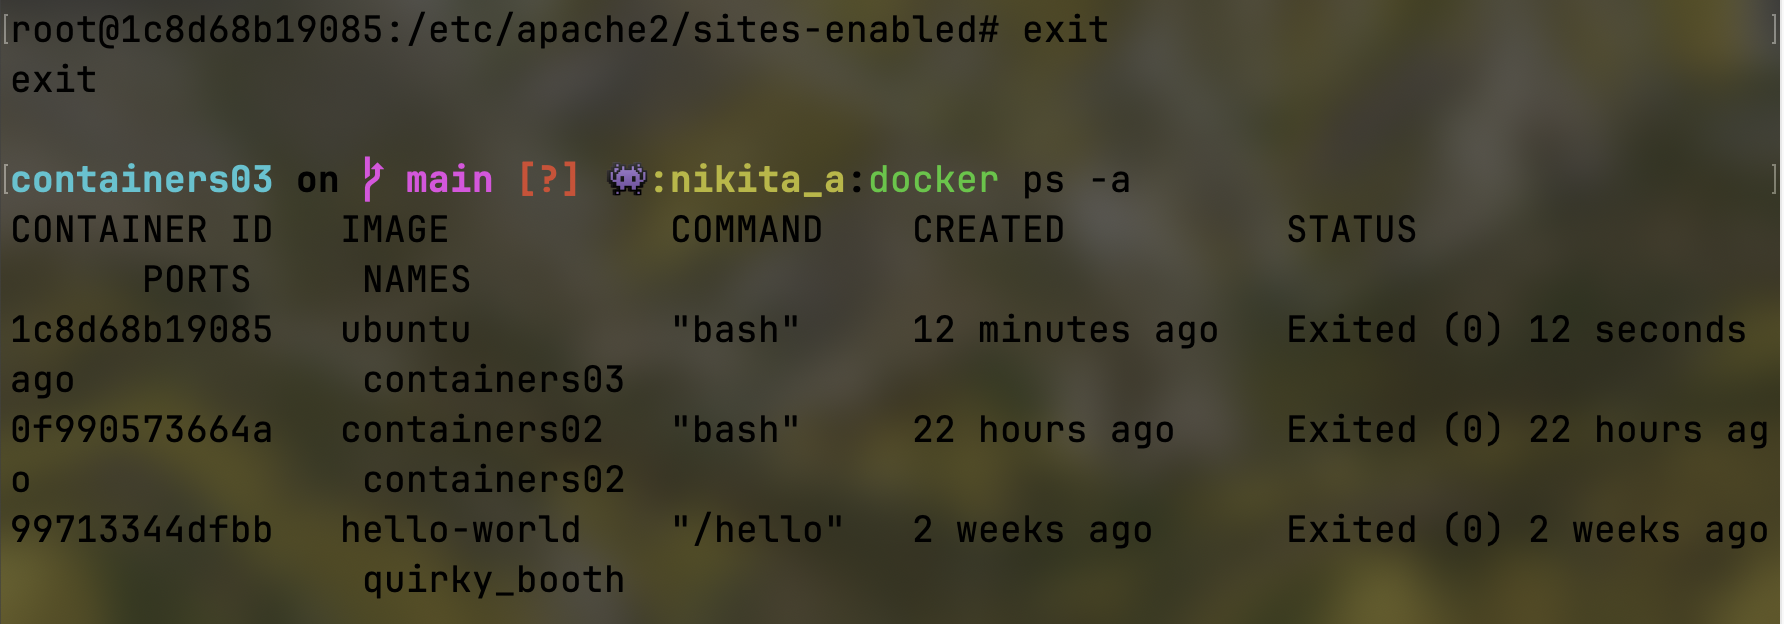 [root@1c8d68b19085:/etc/apache2/sites-enabled# exit ]
exit
[containers03 on main [?] 👾:nikita_a:docker ps -a ]
CONTAINER ID   IMAGE          COMMAND    CREATED          STATUS
      PORTS     NAMES
1c8d68b19085   ubuntu         "bash"     12 minutes ago   Exited (0) 12 seconds
ago             containers03
0f990573664a   containers02   "bash"     22 hours ago     Exited (0) 22 hours ag
o               containers02
99713344dfbb   hello-world    "/hello"   2 weeks ago      Exited (0) 2 weeks ago
                quirky_booth